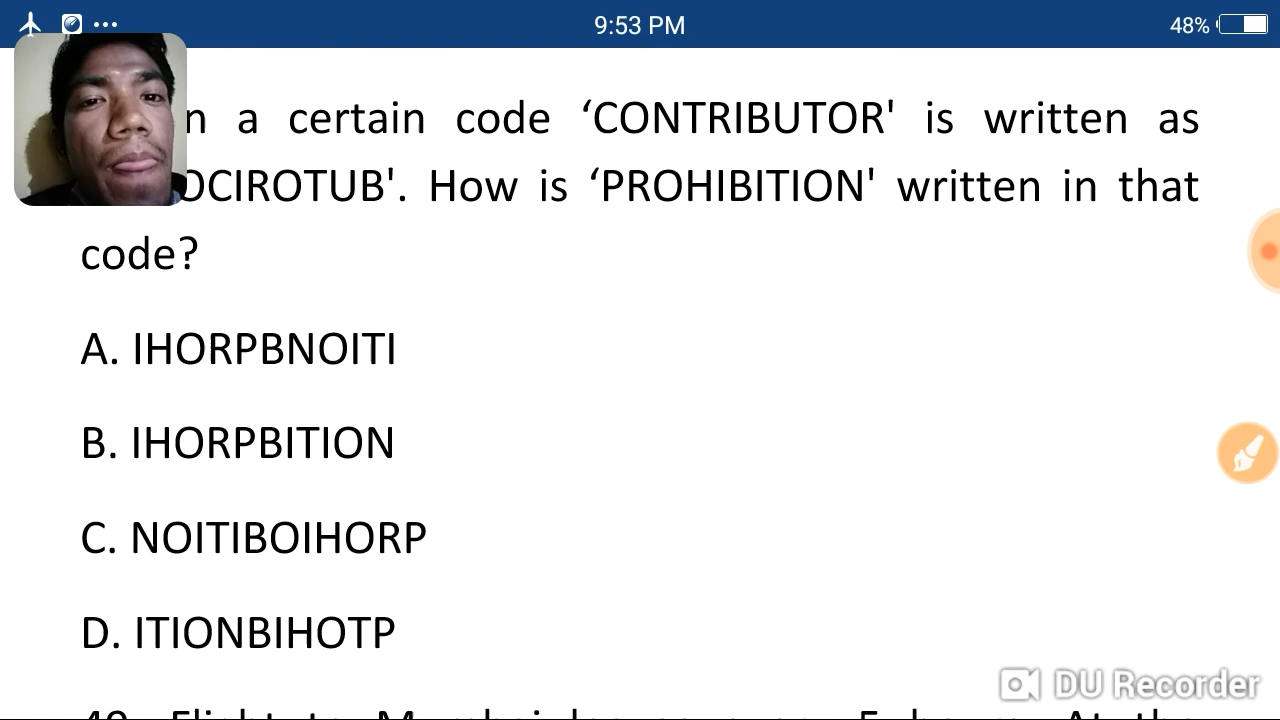 9:53 PM 48%
n a certain code ‘CONTRIBUTOR' is written as
OCIROTUB'. How is ‘PROHIBITION' written in that
code?
A. IHORPBNOITI
B. IHORPBITION
C. NOITIBOIHORP
D. ITIONBIHOTP
DU Recorder